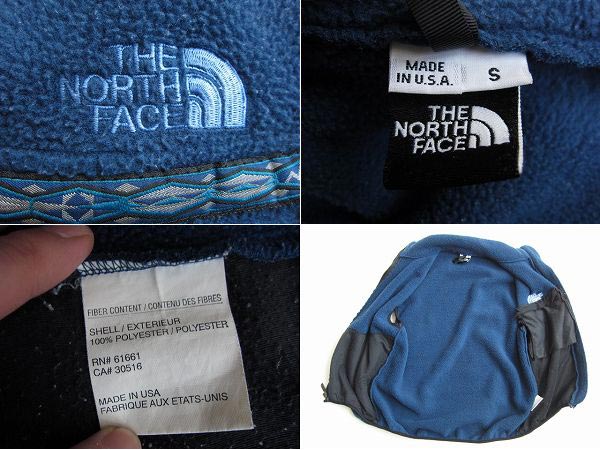 THE
NORTH
FACE
MADE
IN U.S.A.
S
THE
NORTH
FACE
FIBER CONTENT / CONTENU DES FIBRES
SHELL / EXTERIEUR
100% POLYESTER / POLYESTER
RN# 61661
CA# 30516
MADE IN USA
FABRIQUE AUX ETATS-UNIS